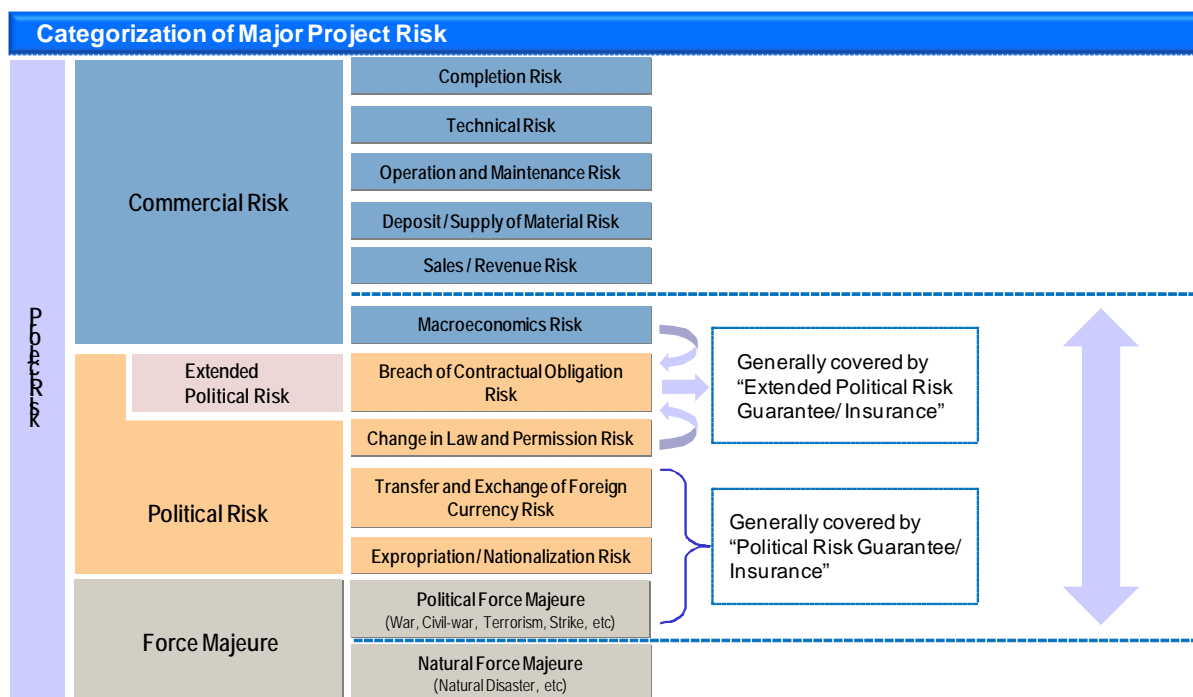 Categorization of Major Project Risk
Project Risk
Commercial Risk
Completion Risk
Technical Risk
Operation and Maintenance Risk
Deposit / Supply of Material Risk
Sales / Revenue Risk
Macroeconomics Risk
Extended
Political Risk
Breach of Contractual Obligation
Risk
Change in Law and Permission Risk
Generally covered by
“Extended Political Risk
Guarantee/ Insurance”
Political Risk
Transfer and Exchange of Foreign
Currency Risk
Expropriation / Nationalization Risk
Generally covered by
“Political Risk Guarantee/
Insurance”
Force Majeure
Political Force Majeure
(War, Civil-war, Terrorism, Strike, etc)
Natural Force Majeure
(Natural Disaster, etc)